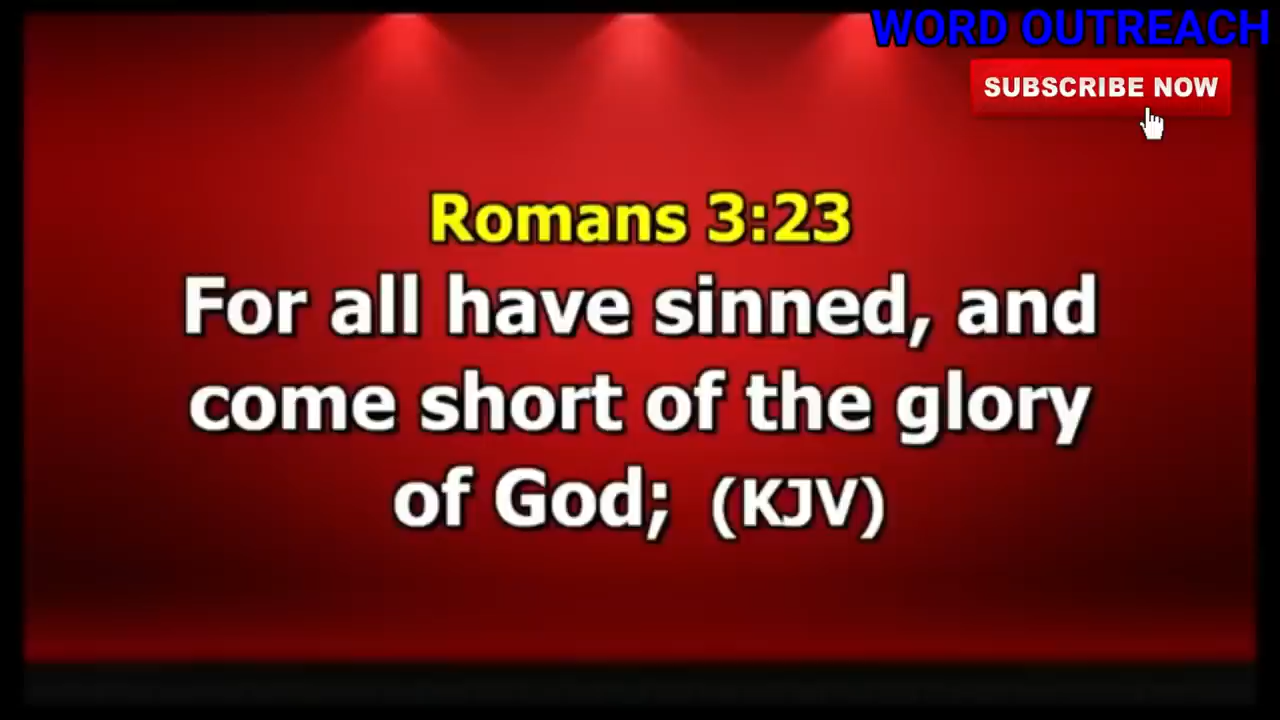 WORD OUTREACH
SUBSCRIBE NOW
Romans 3:23
For all have sinned, and
come short of the glory
of God; (KJV)